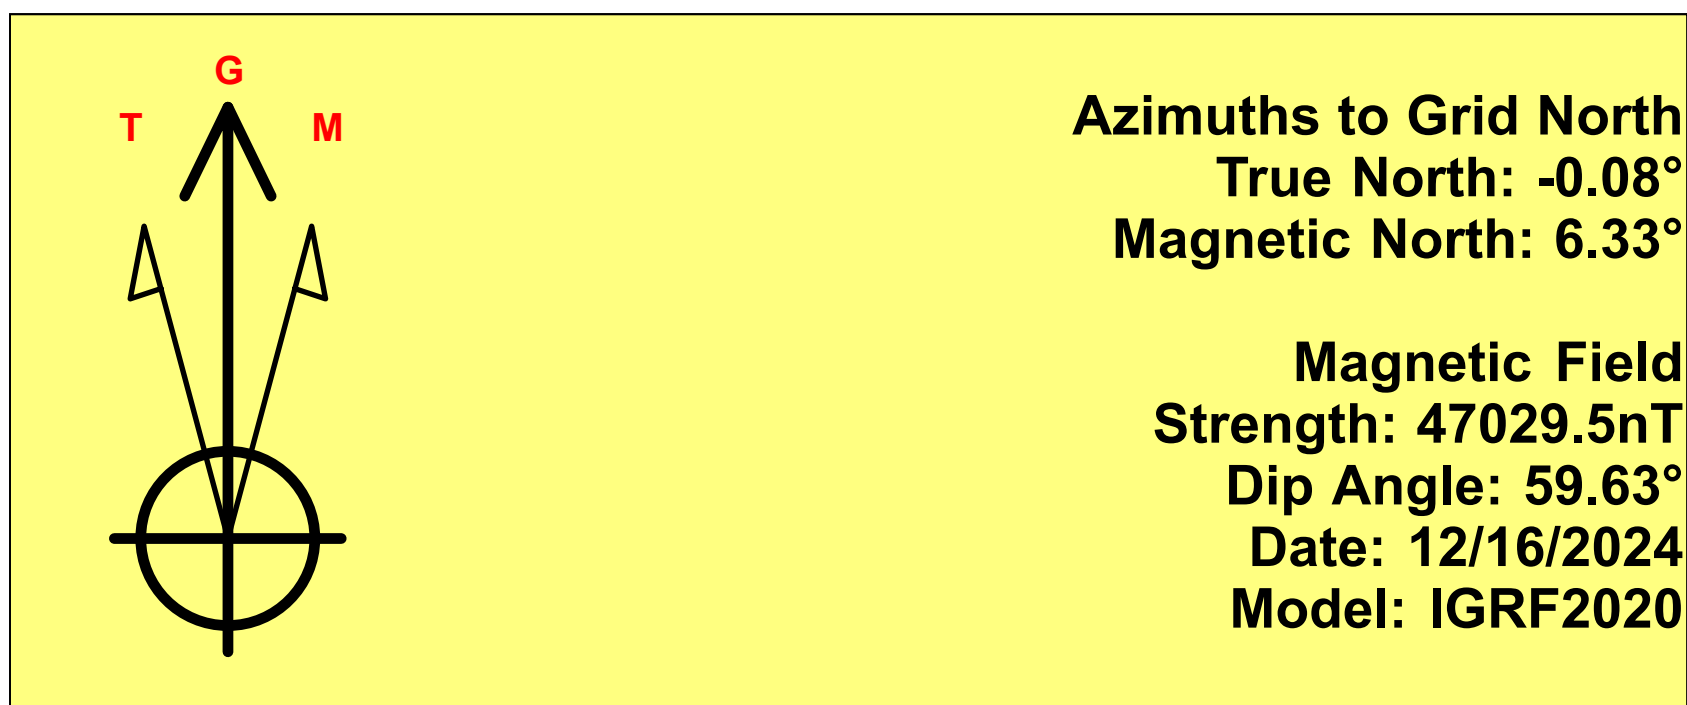 G
T
M
Azimuths to Grid North
True North: -0.08°
Magnetic North: 6.33°
Magnetic Field
Strength: 47029.5nT
Dip Angle: 59.63°
Date: 12/16/2024
Model: IGRF2020